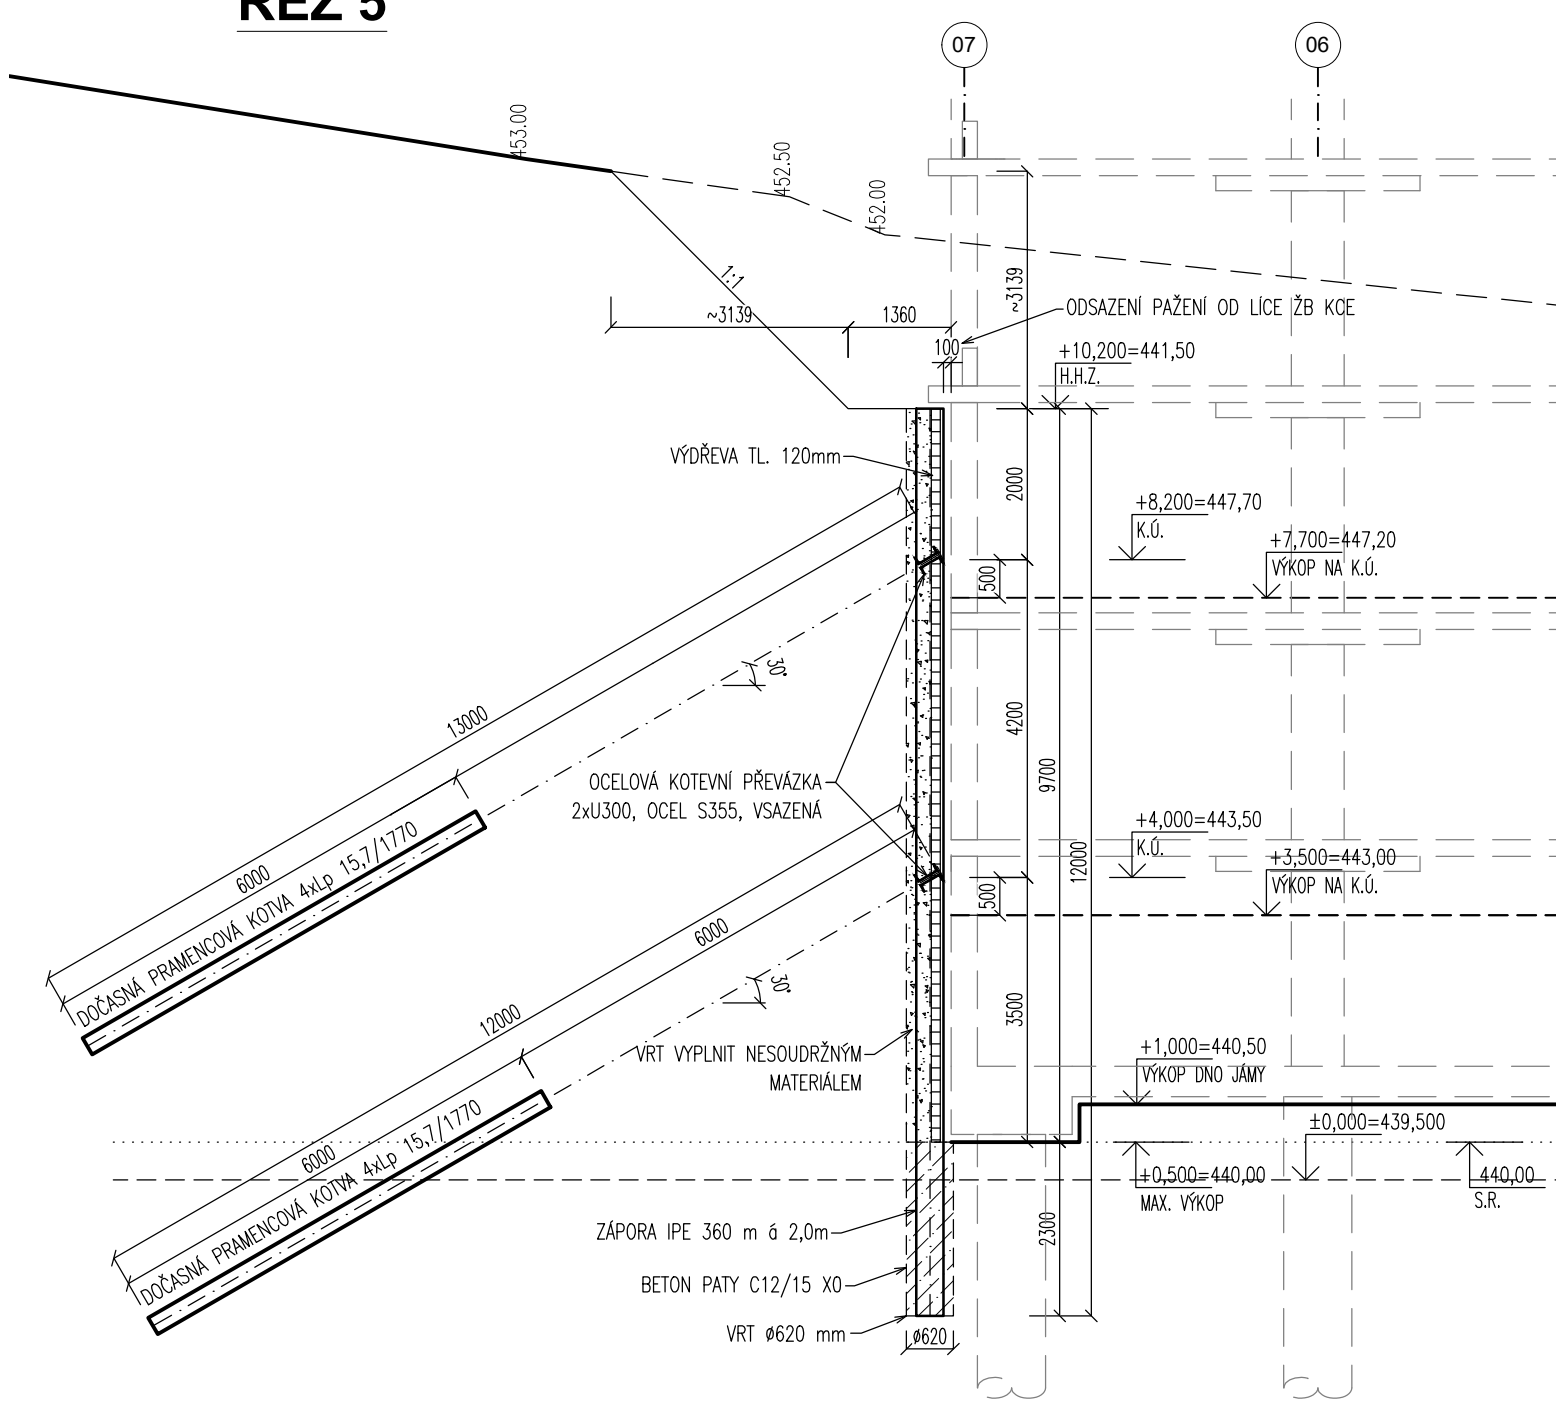 ŘEZ 5
07
06
453.00
452.50
452.00
1:1
~3139
1360
~3139
100
ODSAZENÍ PAŽENÍ OD LÍCE ŽB KCE
+10,200=441,50
H.H.Z.
VÝDŘEVA TL. 120mm
2000
+8,200=447,70
K.Ú.
+7,700=447,20
VÝKOP NA K.Ú.
500
30°
13000
4200
OCELOVÁ KOTEVNÍ PŘEVÁZKA
2xU300, OCEL S355, VSAZENÁ
9700
12000
+4,000=443,50
K.Ú.
+3,500=443,00
VÝKOP NA K.Ú.
500
6000
DOČASNÁ PRAMENCOVÁ KOTVA 4xLp 15,7/1770
6000
30°
12000
3500
VRT VYPLNIT NESOUDRŽNÝM
MATERIÁLEM
+1,000=440,50
VÝKOP DNO JÁMY
±0,000=439,500
6000
DOČASNÁ PRAMENCOVÁ KOTVA 4xLp 15,7/1770
+0,500=440,00
MAX. VÝKOP
440,00
S.R.
2300
ZÁPORA IPE 360 m á 2,0m
BETON PATY C12/15 X0
VRT ø620 mm
ø620